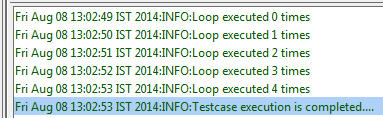 Fri Aug 08 13:02:49 IST 2014:INFO:Loop executed 0 times
Fri Aug 08 13:02:50 IST 2014:INFO:Loop executed 1 times
Fri Aug 08 13:02:51 IST 2014:INFO:Loop executed 2 times
Fri Aug 08 13:02:52 IST 2014:INFO:Loop executed 3 times
Fri Aug 08 13:02:53 IST 2014:INFO:Loop executed 4 times
Fri Aug 08 13:02:53 IST 2014:INFO:Testcase execution is completed....